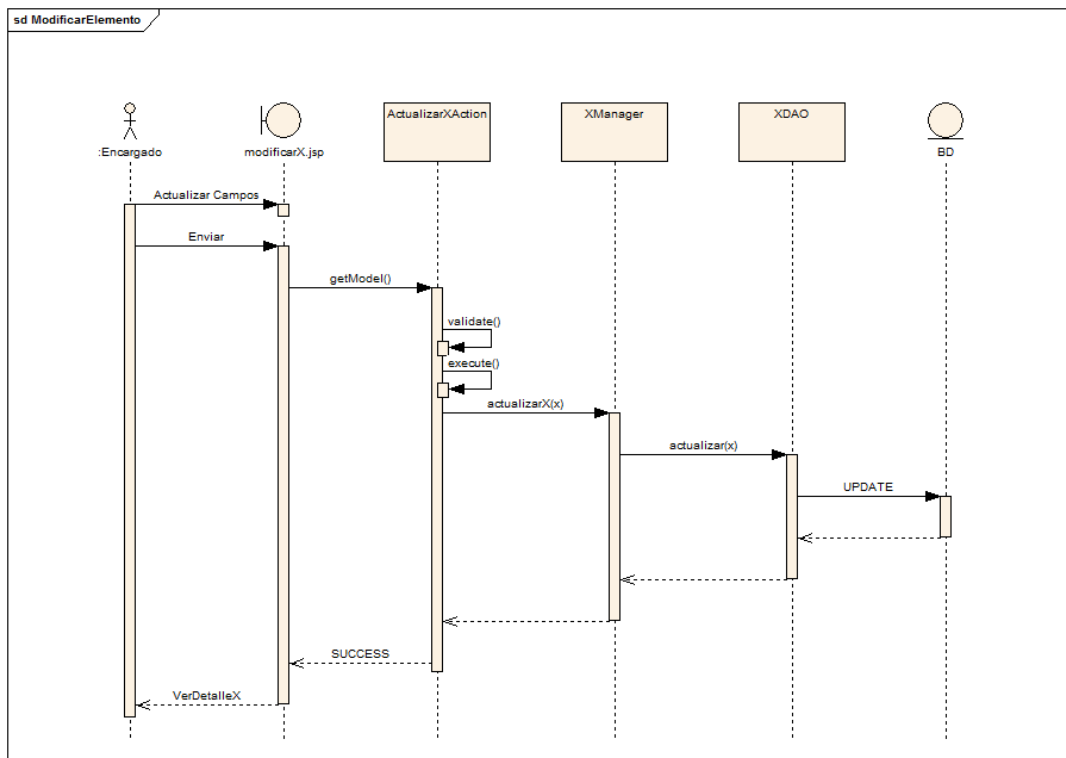 sd ModificarElemento
:Encargado
modificarX.jsp
ActualizarXAction
XManager
XDAO
BD
Actualizar Campos
Enviar
getModel()
validate()
execute()
actualizarX(x)
actualizar(x)
UPDATE
SUCCESS
VerDetalleX